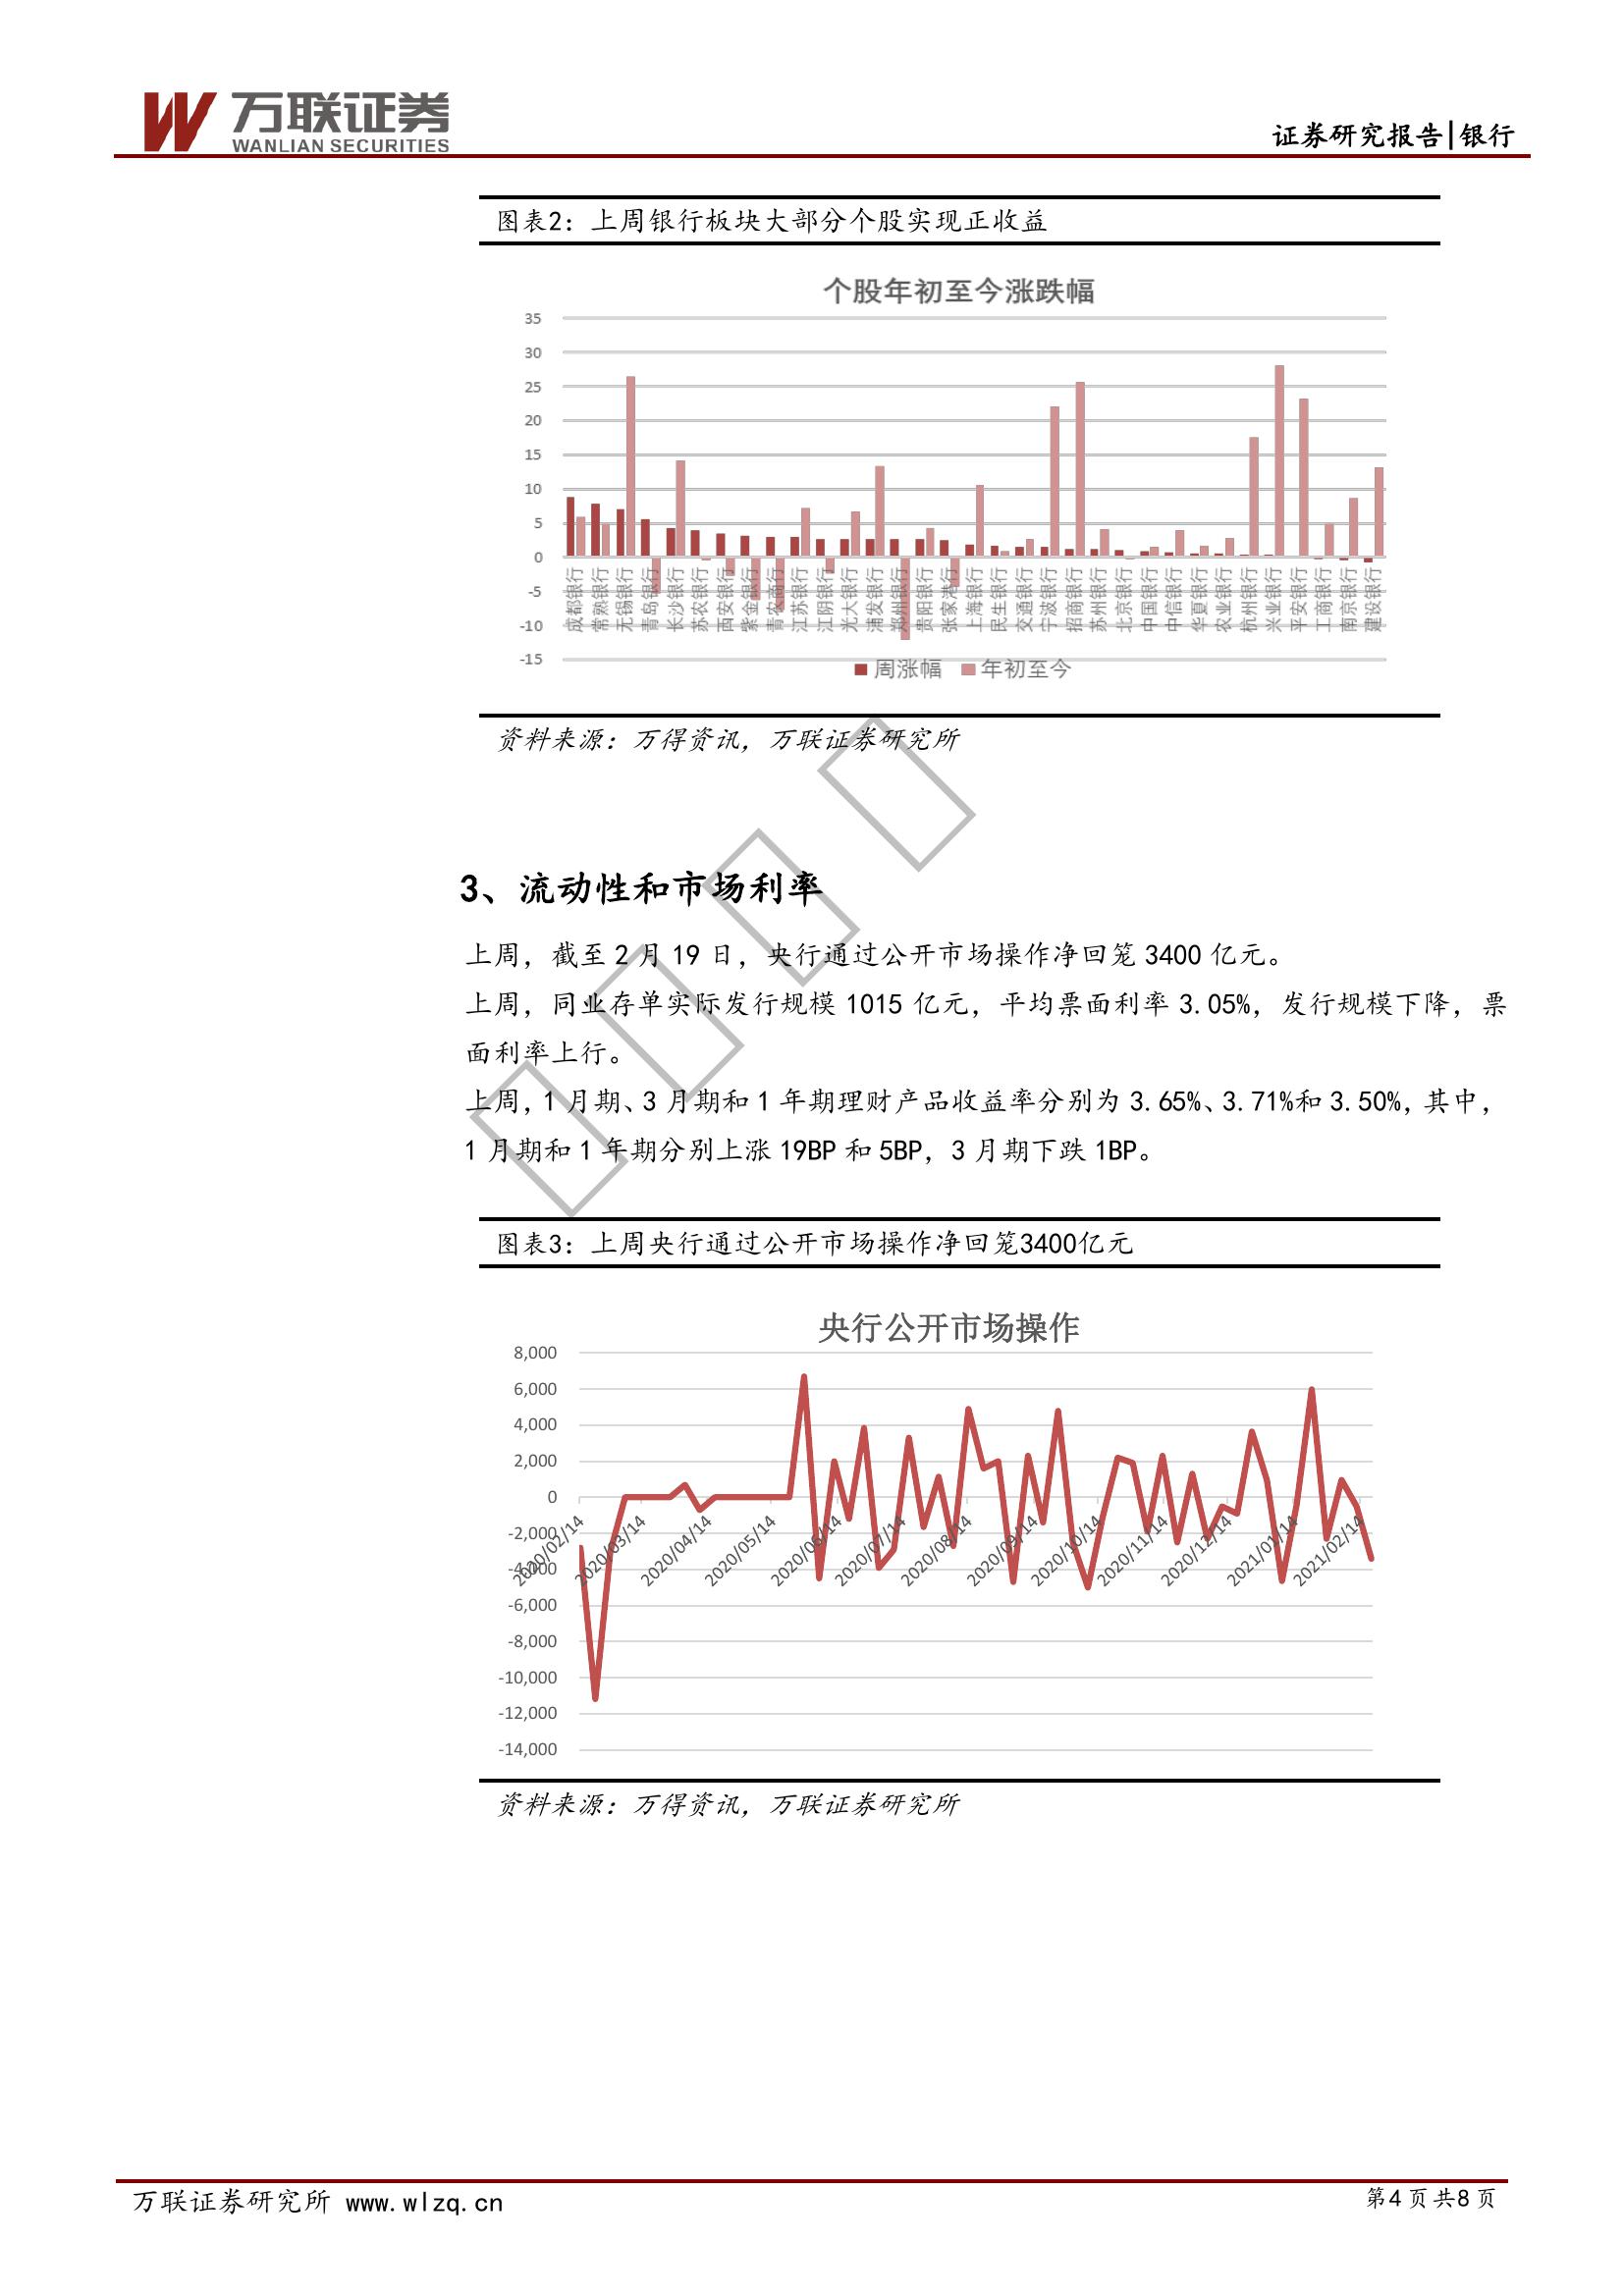 万联证券
WANLIAN SECURITIES
证券研究报告|银行
图表2：上周银行板块大部分个股实现正收益
个股年初至今涨跌幅
35
30
25
20
15
10
5
0
-5
-10
-15
成都银行
常熟银行
无锡银行
青岛银行
长沙银行
苏农银行
西安银行
紫金银行
青农商行
江苏银行
江阴银行
光大银行
浦发银行
郑州银行
贵阳银行
张家港行
上海银行
民生银行
交通银行
宁波银行
招商银行
苏州银行
北京银行
中国银行
中信银行
华夏银行
农业银行
杭州银行
兴业银行
平安银行
工商银行
南京银行
建设银行
周涨幅 年初至今
资料来源：万得资讯，万联证券研究所
3、流动性和市场利率
上周，截至 2 月 19 日，央行通过公开市场操作净回笼 3400 亿元。
上周，同业存单实际发行规模 1015 亿元，平均票面利率 3.05%，发行规模下降，票
面利率上行。
上周，1 月期、3 月期和 1 年期理财产品收益率分别为 3.65%、3.71%和 3.50%，其中，
1 月期和 1 年期分别上涨 19BP 和 5BP，3 月期下跌 1BP。
图表3：上周央行通过公开市场操作净回笼3400亿元
央行公开市场操作
8,000
6,000
4,000
2,000
0
-2,000
-4,000
-6,000
-8,000
-10,000
-12,000
-14,000
2020/02/14
2020/03/14
2020/04/14
2020/05/14
2020/06/14
2020/07/14
2020/08/14
2020/09/14
2020/10/14
2020/11/14
2020/12/14
2021/01/14
2021/02/14
资料来源：万得资讯，万联证券研究所
万联证券研究所 www.wlzq.cn
第4 页 共8 页